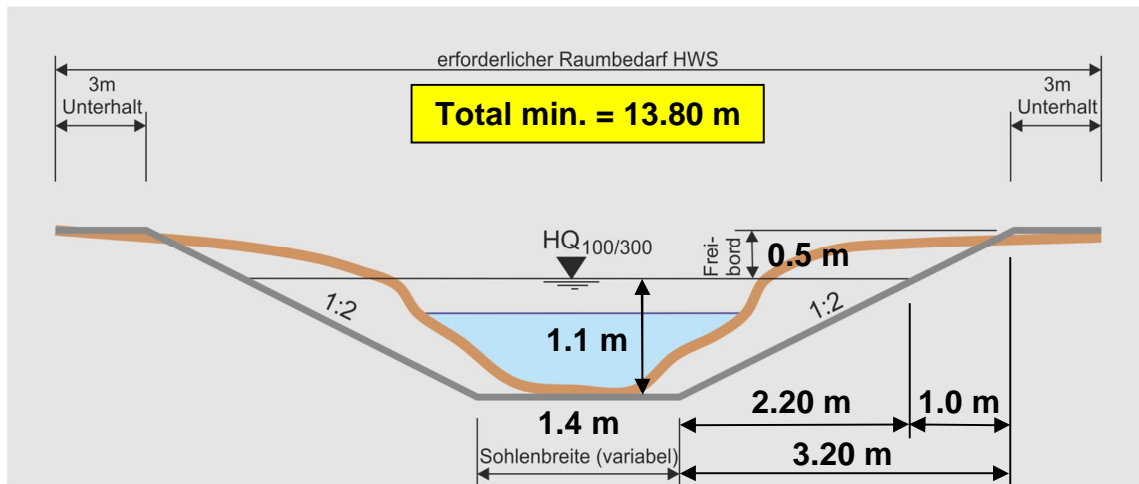 erforderlicher Raumbedarf HWS
3m
Unterhalt
Total min. = 13.80 m
3m
Unterhalt
HQ100/300
Frei-
bord
0.5 m
1:2
1.1 m
1:2
1.4 m
2.20 m
1.0 m
Sohlenbreite (variabel)
3.20 m